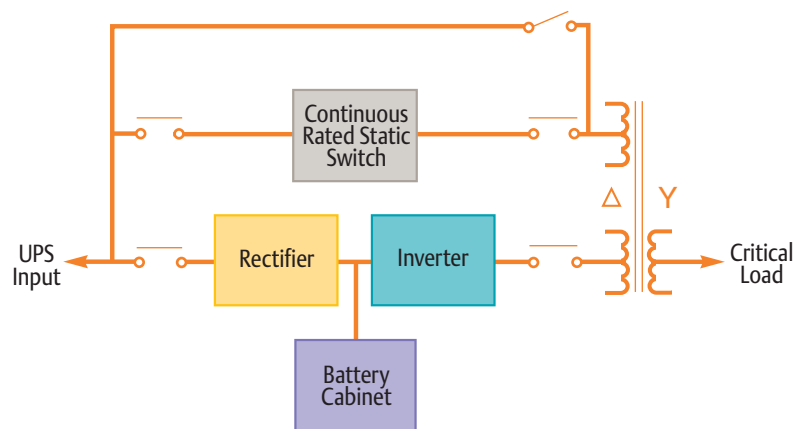 Continuous
Rated Static
Switch
Δ Y
UPS
Input
Rectifier
Inverter
Critical
Load
Battery
Cabinet